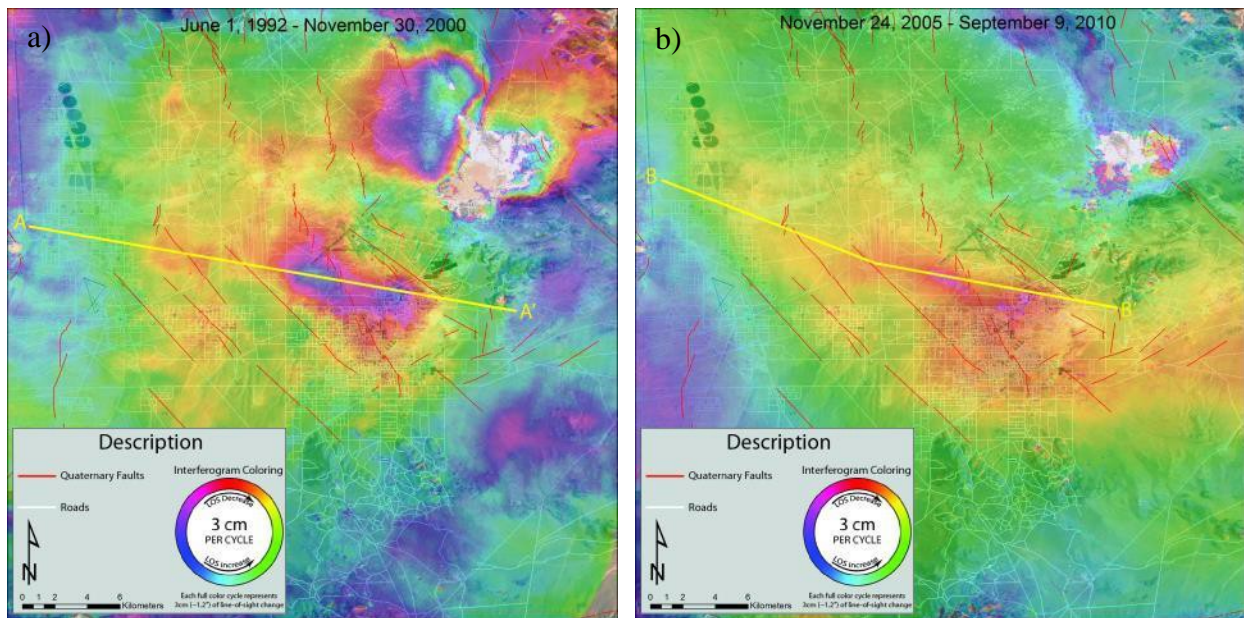 a)
June 1, 1992 - November 30, 2000
A
A'
Description
Quaternary Faults
Roads
Interferogram Coloring
LOS Decrease
3 cm
PER CYCLE
LOS Increase
N
0 1 2 4 6
Kilometers
Each full color cycle represents
3cm (~1.2") of line-of-sight change
b)
November 24, 2005 - September 9, 2010
B
B'
Description
Quaternary Faults
Roads
Interferogram Coloring
LOS Decrease
3 cm
PER CYCLE
LOS Increase
N
0 1 2 4 6
Kilometers
Each full color cycle represents
3cm (~1.2") of line-of-sight change